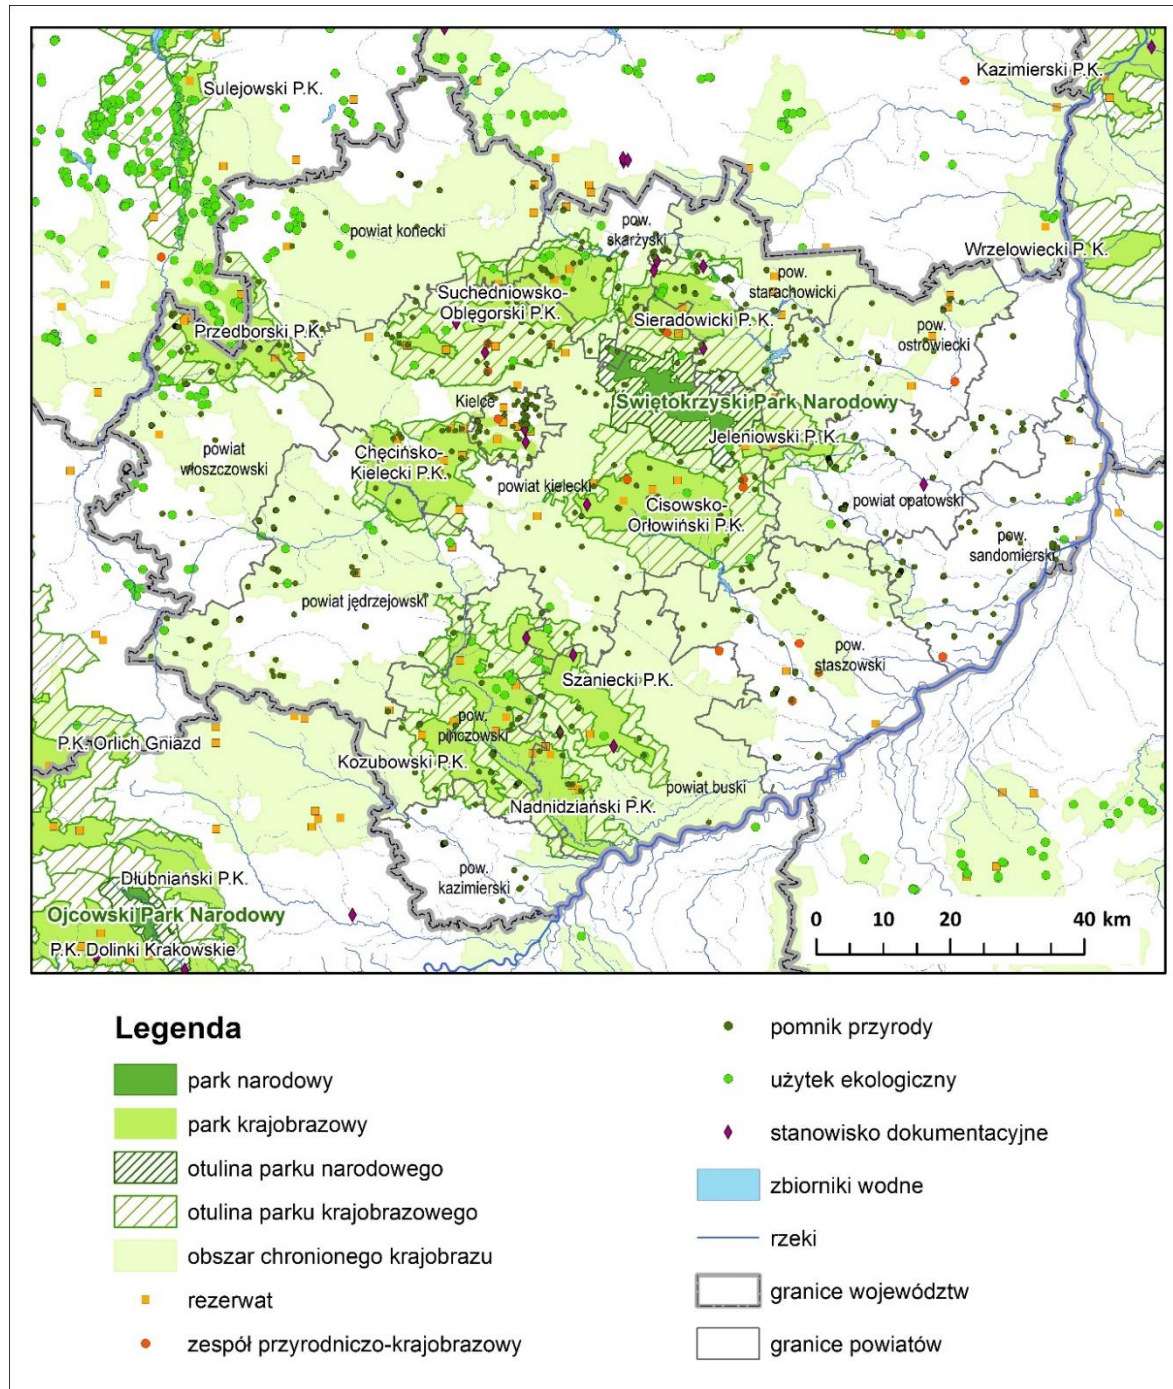 Kazimierski P.K.
Sulejowski P.K.
powiat konecki
pow.
skarżyski
Wrzelowiecki P. K.
pow.
starachowicki
Suchedniowsko-
Oblęgorski P.K.
Sieradowicki P. K.
Przedborski P.K.
pow.
ostrowiecki
Kielce
Świętokrzyski Park Narodowy
Jeleniowski P. K.
powiat
włoszczowski
Chęcińsko-
Kielecki P.K.
powiat kielecki
Cisowsko-
Orłowiński P.K.
powiat opatowski
pow.
sandomierski
powiat jędrzejowski
pow.
staszowski
Szaniecki P.K.
pow.
pińczowski
P.K. Orlich Gniazd
Kozubowski P.K.
powiat buski
Nadnidziański P.K.
pow.
kazimierski
Dłubniański P.K.
Ojcowski Park Narodowy
P.K. Dolinki Krakowskie
0 10 20 40 km
Legenda
park narodowy
park krajobrazowy
otulina parku narodowego
otulina parku krajobrazowego
obszar chronionego krajobrazu
rezerwat
zespół przyrodniczo-krajobrazowy
pomnik przyrody
użytek ekologiczny
stanowisko dokumentacyjne
zbiorniki wodne
rzeki
granice województw
granice powiatów